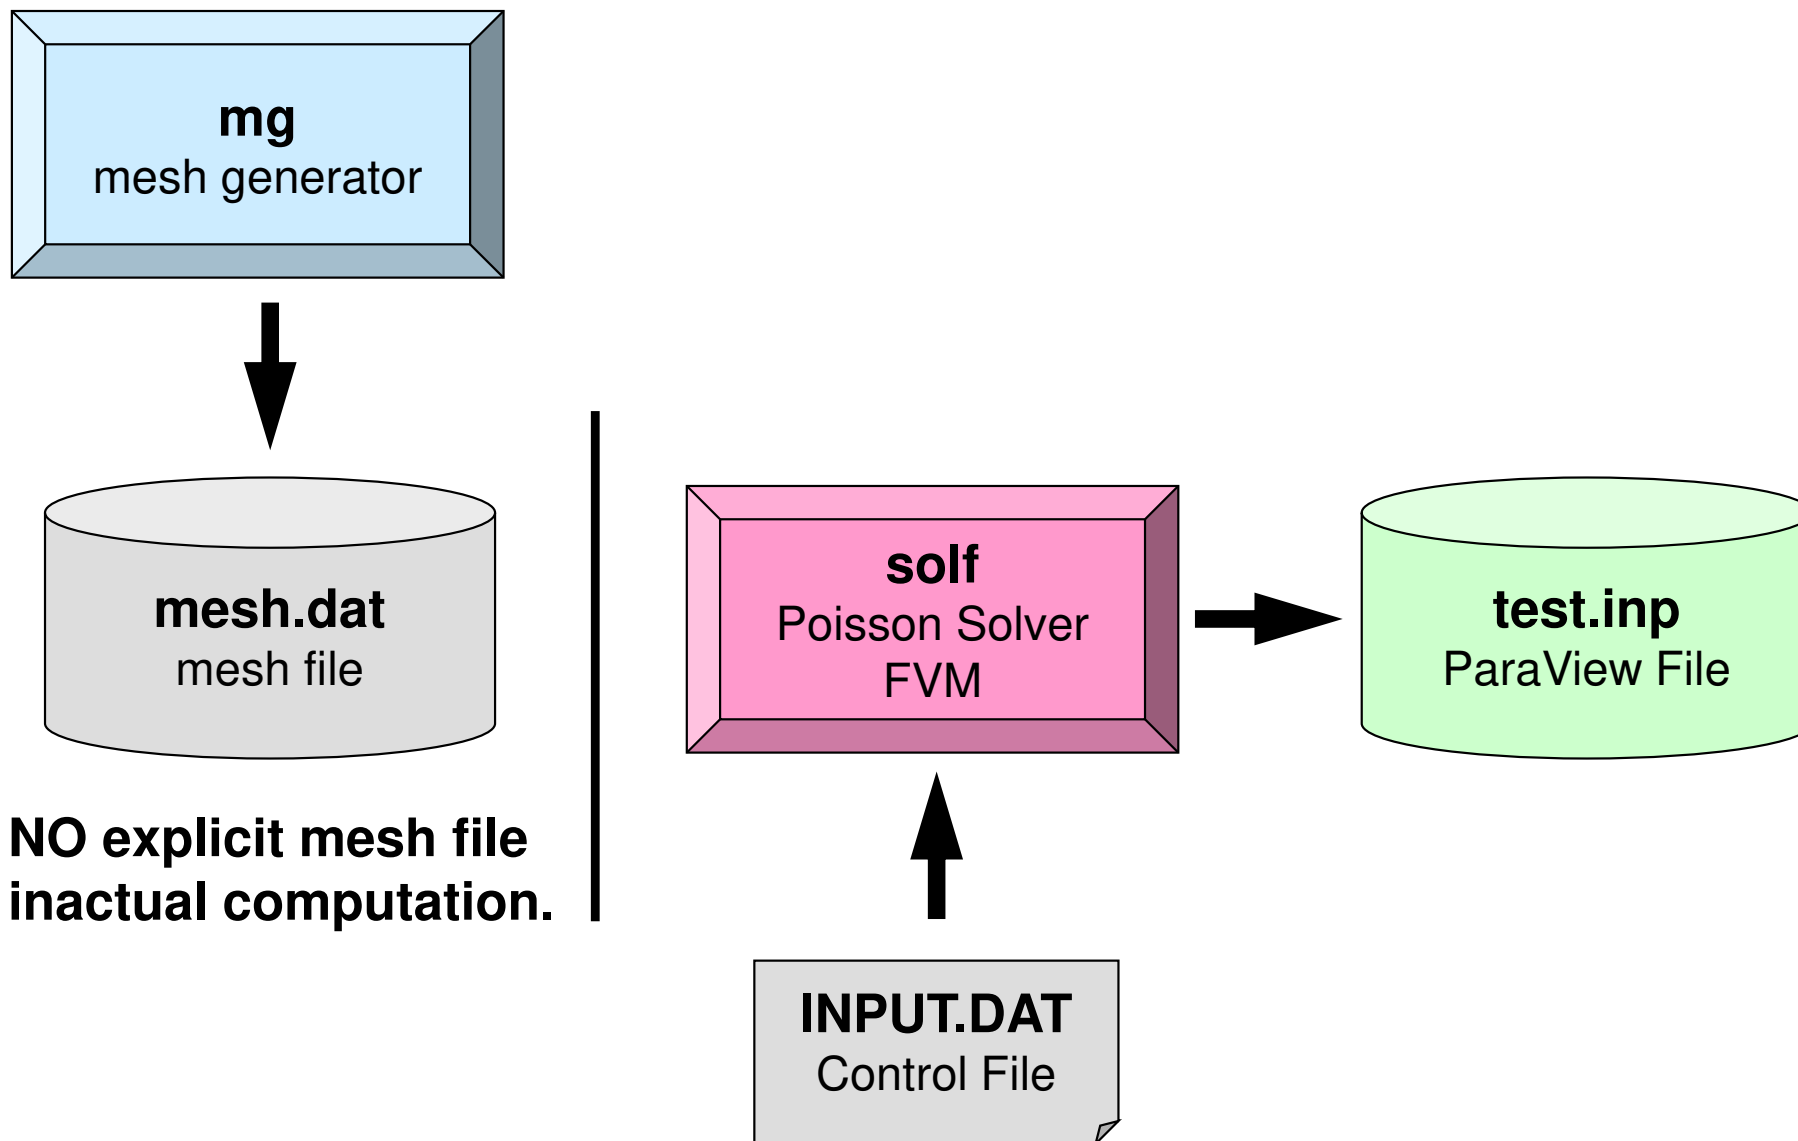 mg
mesh generator
mesh.dat
mesh file
NO explicit mesh file
inactual computation.
solf
Poisson Solver
FVM
test.inp
ParaView File
INPUT.DAT
Control File